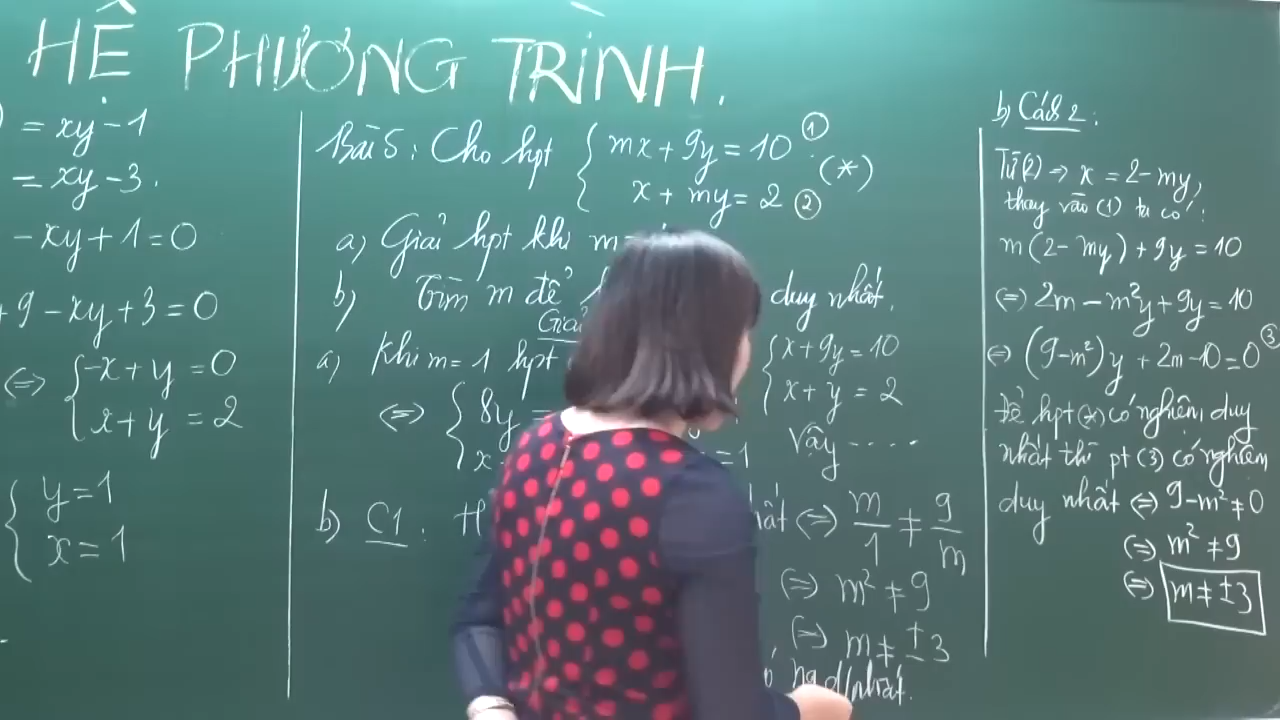 HỆ PHƯƠNG TRÌNH.
= xy - 1
= xy - 3.
- xy + 1 = 0
+ 9 - xy + 3 = 0
⇔ { -x + y = 0
x + y = 2
{ y = 1
x = 1
Bài 5: Cho hpt { mx + 9y = 10 ①
x + my = 2 ② (*)
a) Giải hpt khi m =
b) Tìm m để duy nhất.
Giải
a) Khi m = 1 hpt { x + 9y = 10
x + y = 2
⇔ { 8y =
x = 1
Vậy ....
b) C1: ⇔ m/1 ≠ 9/m
⇔ m² ≠ 9
⇔ m ≠ ±3
b) Cách 2:
Từ (2) ⇒ x = 2 - my,
thay vào (1) ta có:
m(2 - my) + 9y = 10
⇔ 2m - m²y + 9y = 10
⇔ (9 - m²)y + 2m - 10 = 0 ③
Để hpt (*) có nghiệm duy
nhất thì pt (3) có nghiệm
duy nhất ⇔ 9 - m² ≠ 0
⇔ m² ≠ 9
⇔ m ≠ ±3